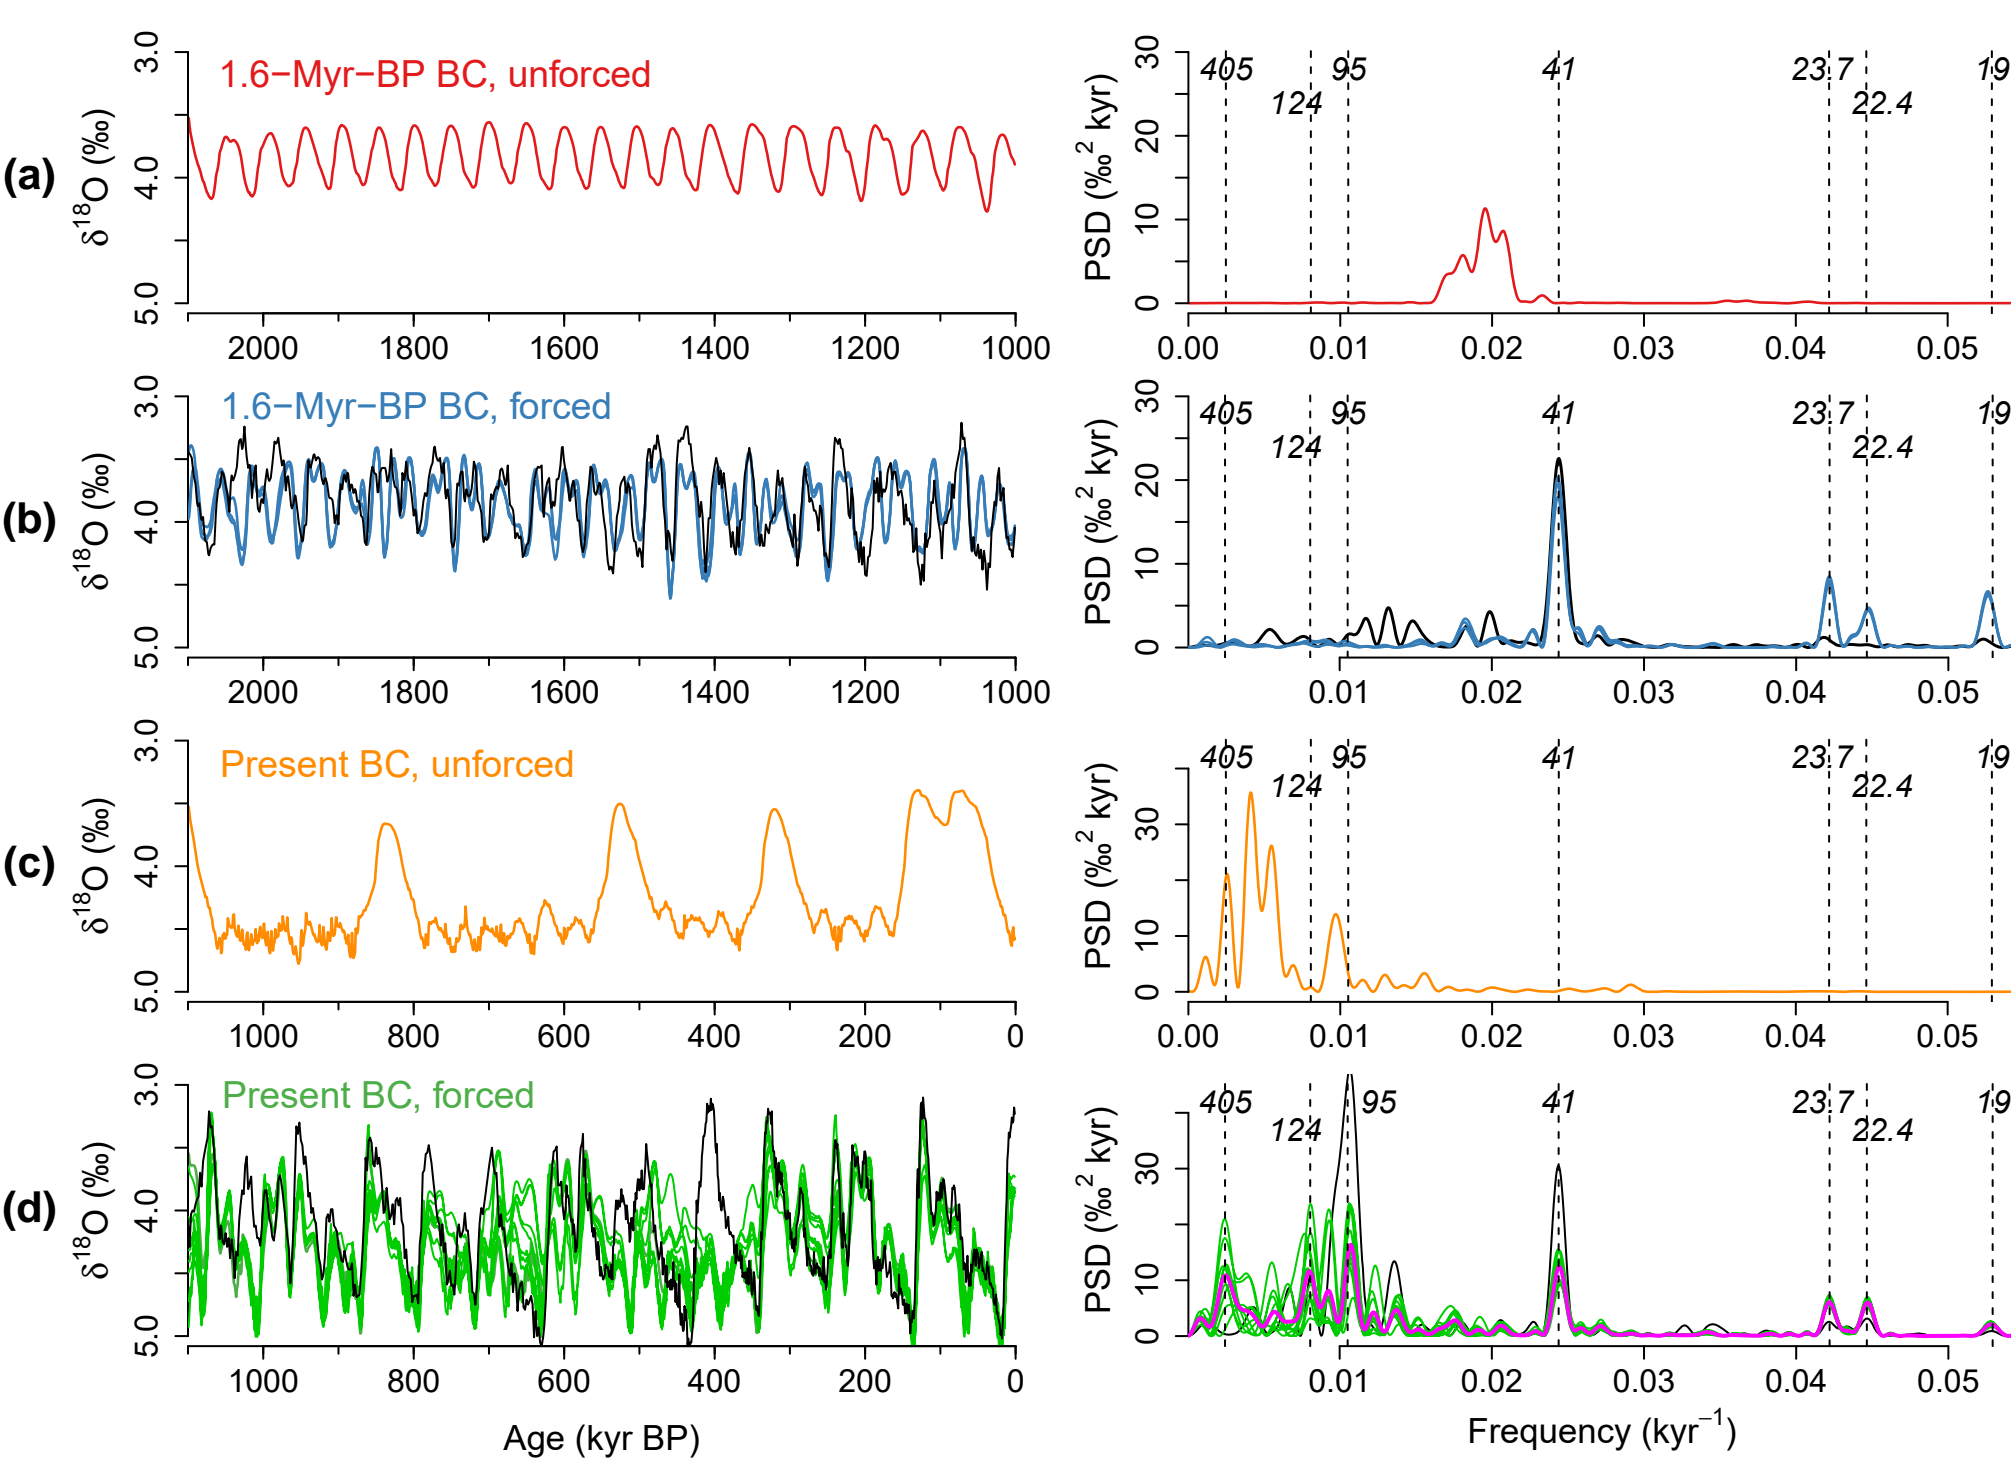 (a)
δ18O (‰)
3.0
4.0
5.0
1.6−Myr−BP BC, unforced
2000 1800 1600 1400 1200 1000
PSD (‰2 kyr)
0 10 20 30
405 95 41 23.7 19
124 22.4
0.00 0.01 0.02 0.03 0.04 0.05
(b)
δ18O (‰)
3.0
4.0
5.0
1.6−Myr−BP BC, forced
2000 1800 1600 1400 1200 1000
PSD (‰2 kyr)
0 10 20 30
405 95 41 23.7 19
124 22.4
0.01 0.02 0.03 0.04 0.05
(c)
δ18O (‰)
3.0
4.0
5.0
Present BC, unforced
1000 800 600 400 200 0
PSD (‰2 kyr)
0 10 30
405 95 41 23.7 19
124 22.4
0.00 0.01 0.02 0.03 0.04 0.05
(d)
δ18O (‰)
3.0
4.0
5.0
Present BC, forced
1000 800 600 400 200 0
Age (kyr BP)
PSD (‰2 kyr)
0 10 30
405 95 41 23.7 19
124 22.4
0.01 0.02 0.03 0.04 0.05
Frequency (kyr−1)